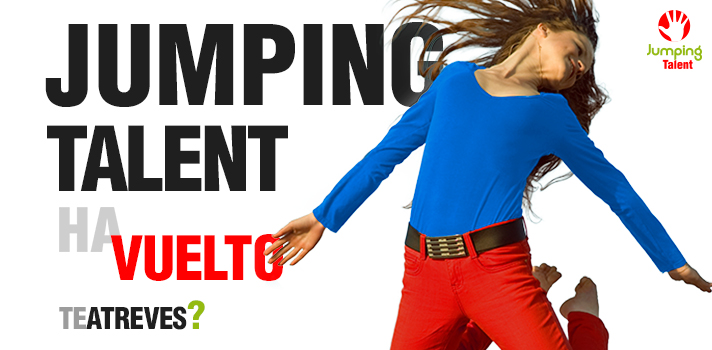 JUMPING
TALENT
HA
VUELTO
TEATREVES?
Jumping
Talent